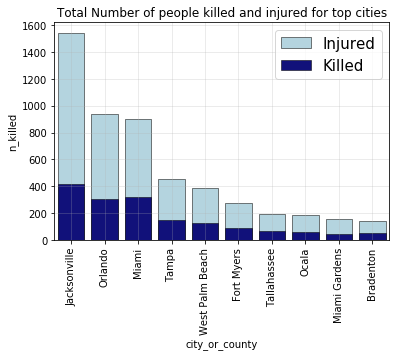 Total Number of people killed and injured for top cities
Injured
Killed
1600
1400
1200
1000
800
600
400
200
0
n_killed
Jacksonville
Orlando
Miami
Tampa
West Palm Beach
Fort Myers
Tallahassee
Ocala
Miami Gardens
Bradenton
city_or_county